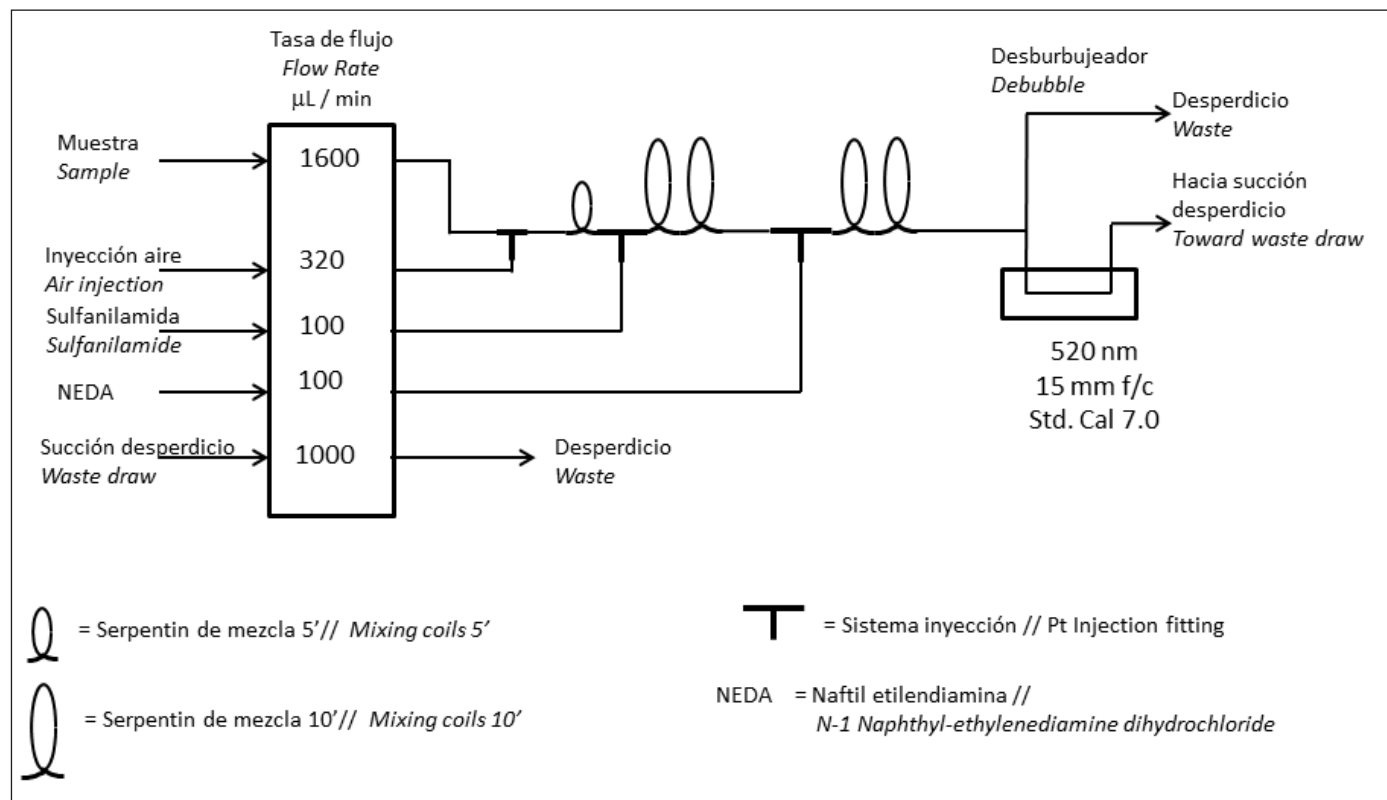 Tasa de flujo
Flow Rate
µL / min
Muestra
Sample
1600
Inyección aire
Air injection
320
Sulfanilamida
Sulfanilamide
100
NEDA
100
Succión desperdicio
Waste draw
1000
Desperdicio
Waste
Desburbujeador
Debubble
Desperdicio
Waste
Hacia succión
desperdicio
Toward waste draw
520 nm
15 mm f/c
Std. Cal 7.0
= Serpentin de mezcla 5’// Mixing coils 5’
= Serpentin de mezcla 10’// Mixing coils 10’
= Sistema inyección // Pt Injection fitting
NEDA = Naftil etilendiamina //
N-1 Naphthyl-ethylenediamine dihydrochloride